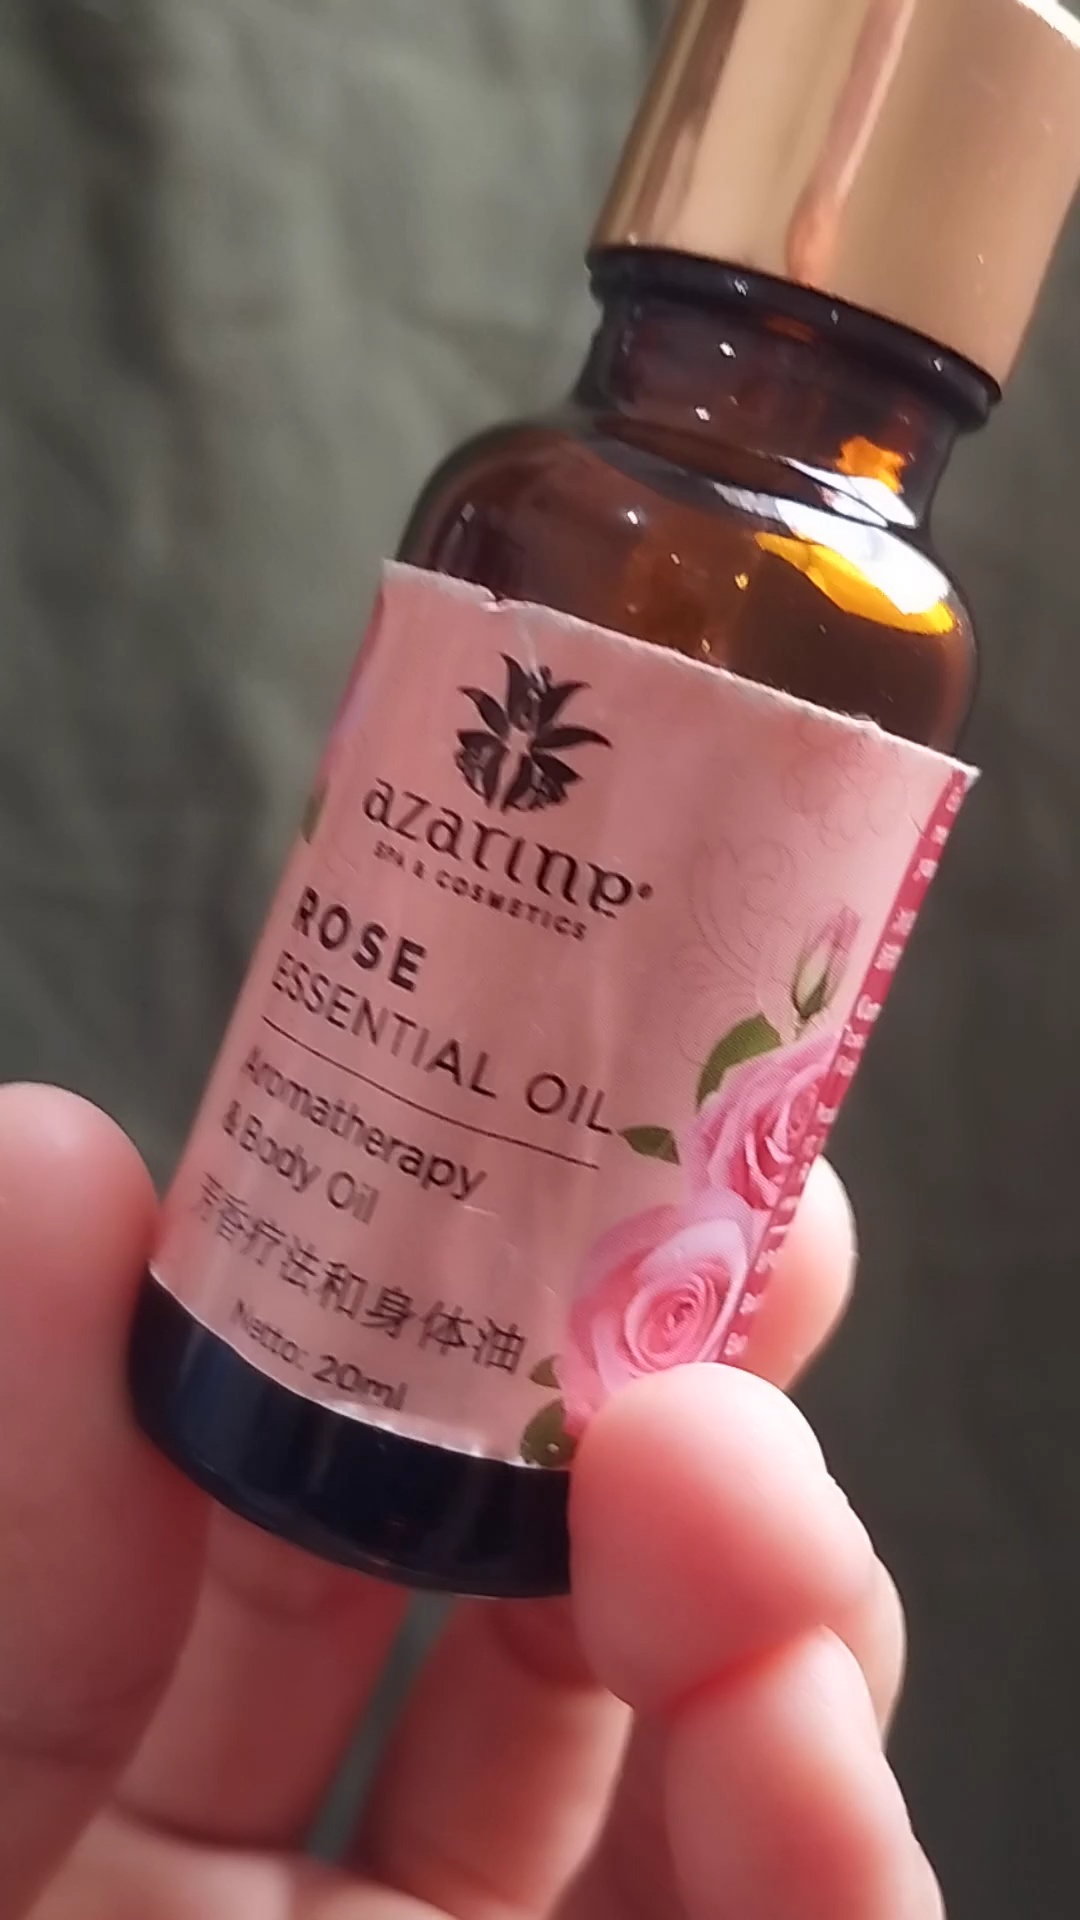 azarine®
SPA & COSMETICS
ROSE
ESSENTIAL OIL
Aromatherapy
& Body Oil
芳香疗法和身体油
Netto: 20ml